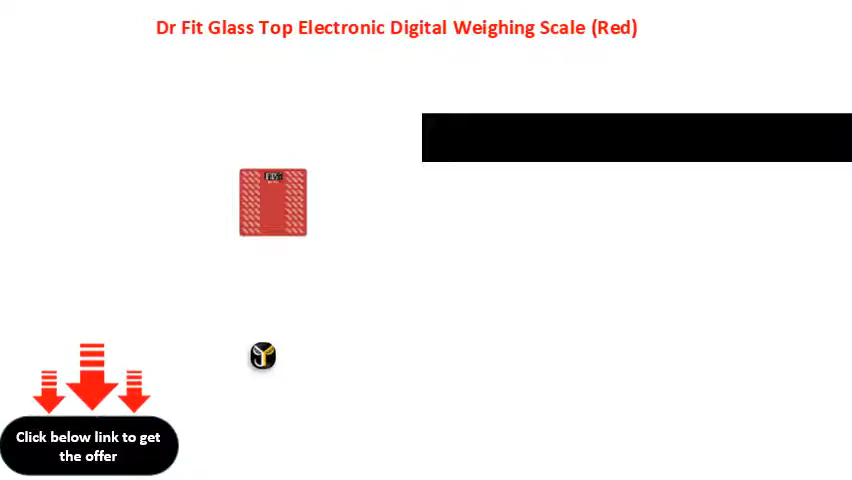 Dr Fit Glass Top Electronic Digital Weighing Scale (Red)
Click below link to get
the offer